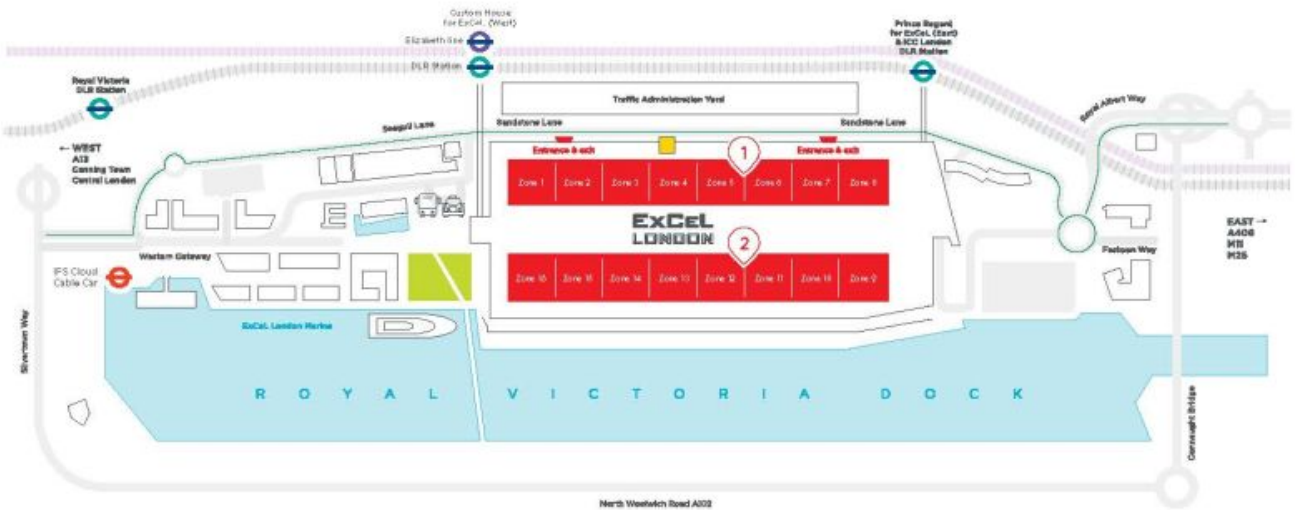 Custom House
for ExCeL (West)
Elizabeth line
DLR Station
Prince Regent
for ExCeL (East)
& ICC London
DLR Station
Royal Victoria
DLR Station
Traffic Administration Yard
Royal Albert Way
Seagull Lane
Sandstone Lane
Sandstone Lane
← WEST
A13
Canning Town
Central London
Entrance & exit
Entrance & exit
1
Zone 1
Zone 2
Zone 3
Zone 4
Zone 5
Zone 6
Zone 7
Zone 8
ExCeL
LONDON
2
EAST →
A406
M11
M25
Western Gateway
Festoon Way
IFS Cloud
Cable Car
Zone 15
Zone 14
Zone 13
Zone 12
Zone 11
Zone 10
Zone 9
ExCeL London Marina
Silvertown Way
ROYAL VICTORIA DOCK
Connaught Bridge
North Woolwich Road